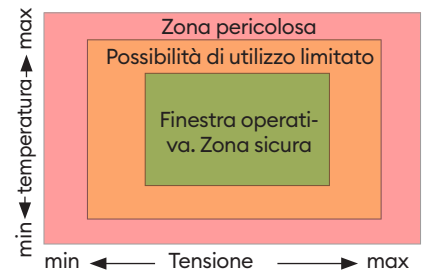 Zona pericolosa
Possibilità di utilizzo limitato
Finestra operati-
va. Zona sicura
min temperatura max
min Tensione max